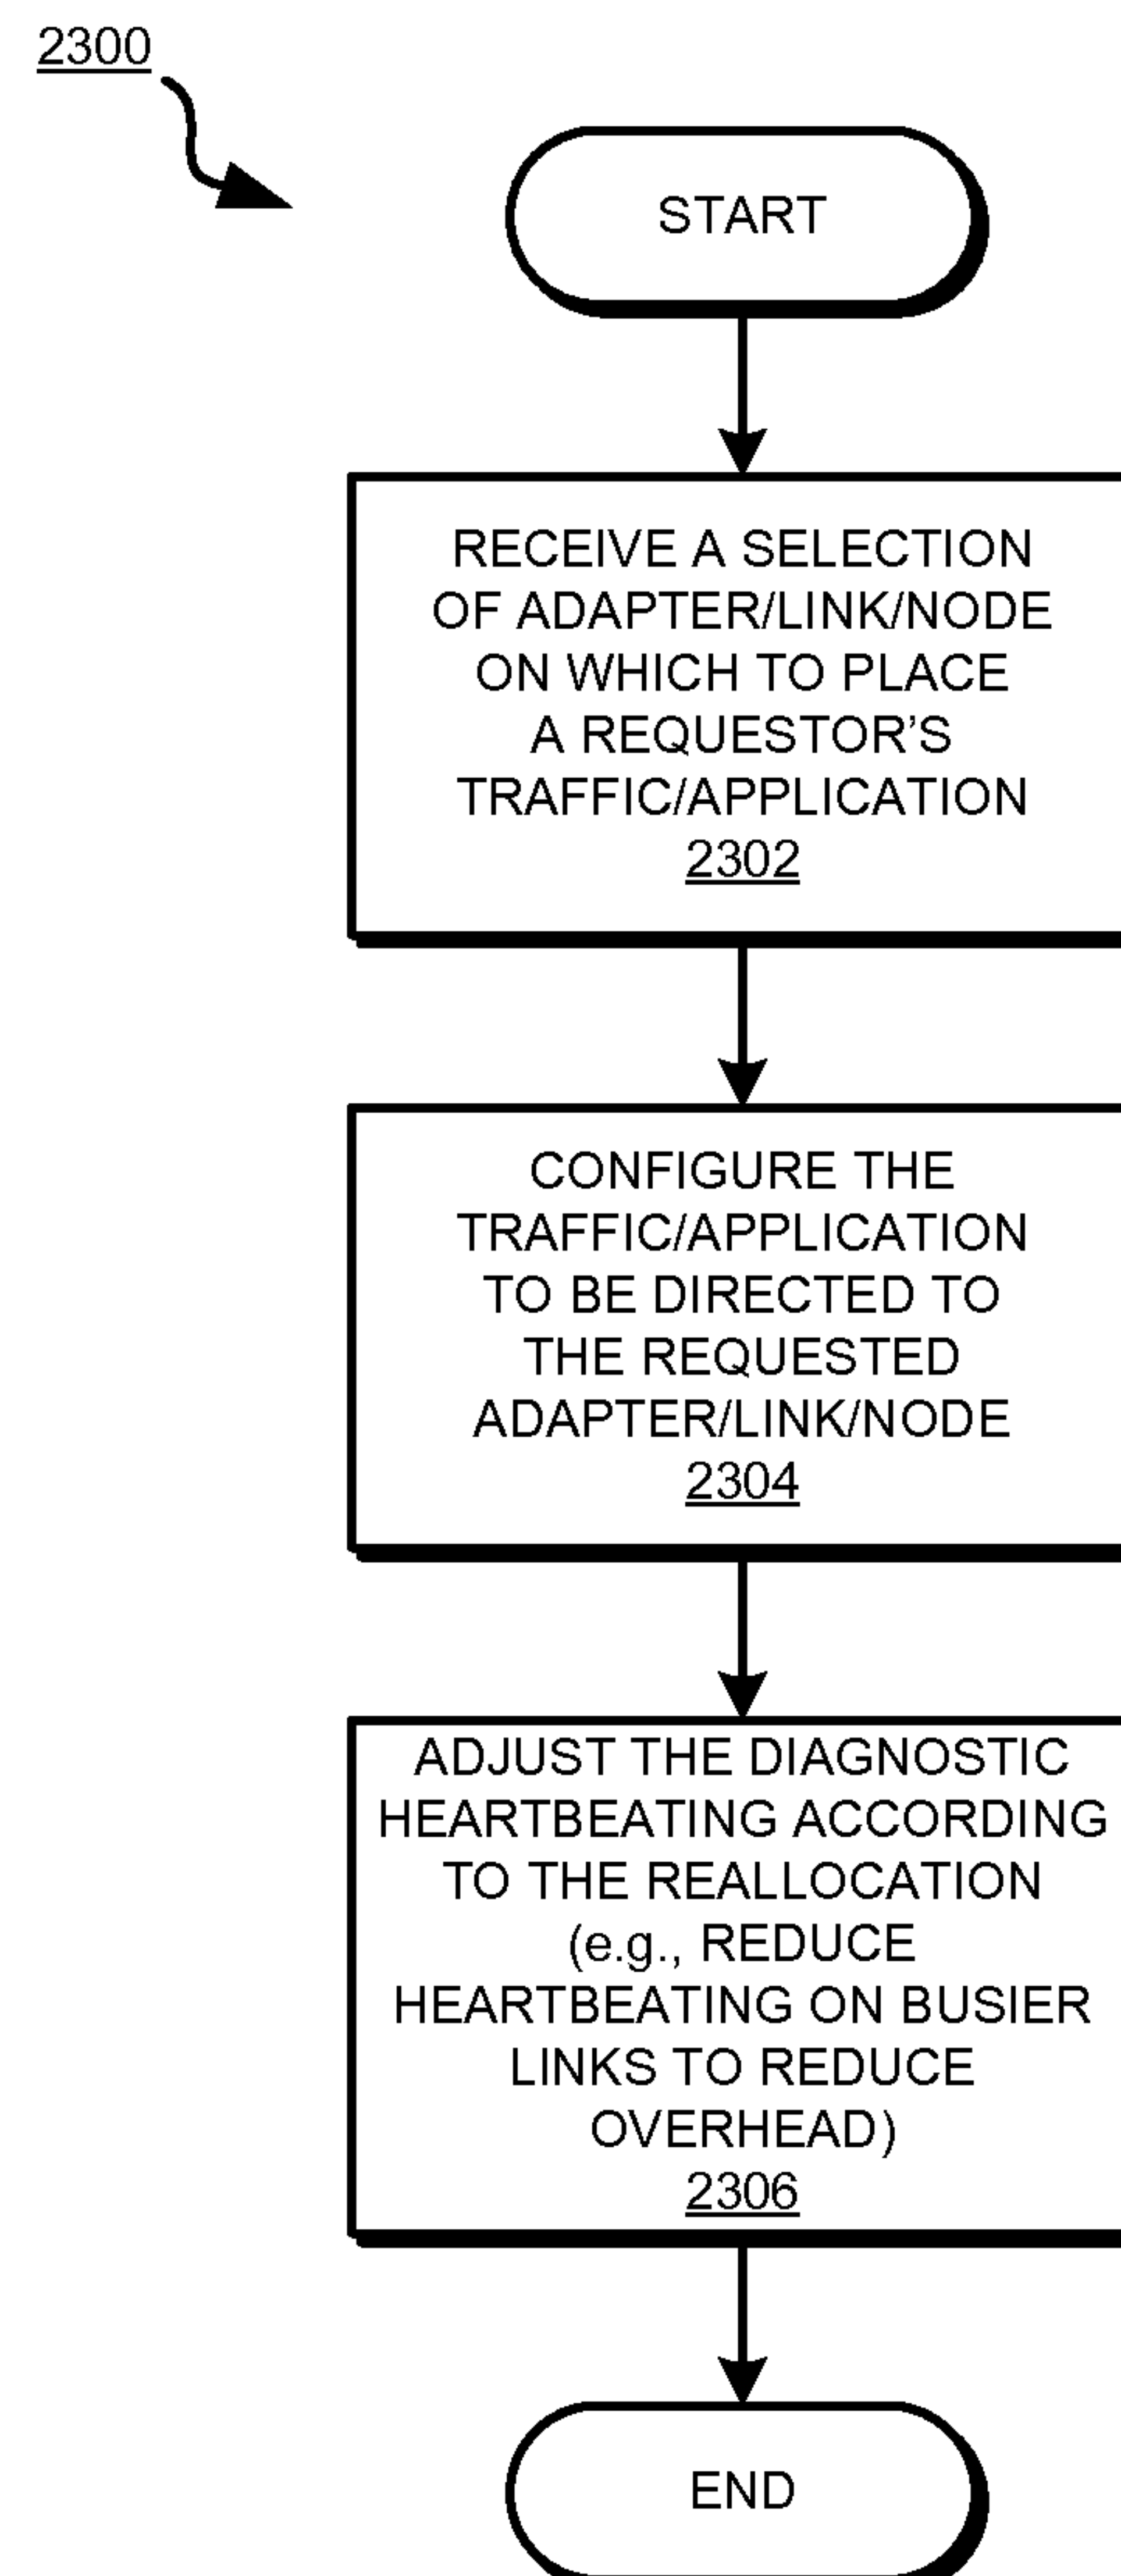 2300
START
RECEIVE A SELECTION
OF ADAPTER/LINK/NODE
ON WHICH TO PLACE
A REQUESTOR’S
TRAFFIC/APPLICATION
2302
CONFIGURE THE
TRAFFIC/APPLICATION
TO BE DIRECTED TO
THE REQUESTED
ADAPTER/LINK/NODE
2304
ADJUST THE DIAGNOSTIC
HEARTBEATING ACCORDING
TO THE REALLOCATION
(e.g., REDUCE
HEARTBEATING ON BUSIER
LINKS TO REDUCE
OVERHEAD)
2306
END